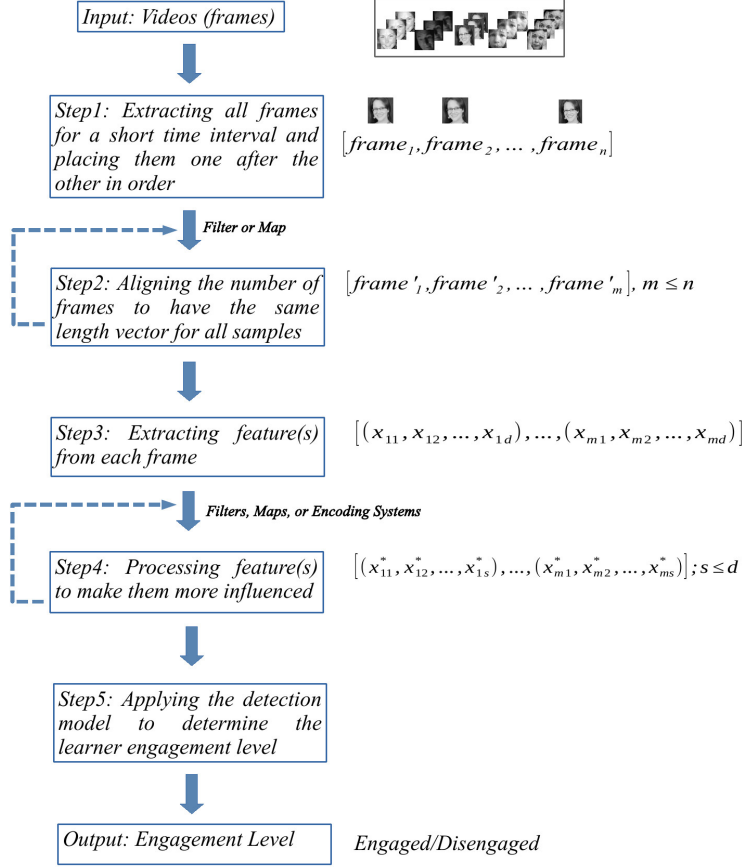 Input: Videos (frames)
Step1: Extracting all frames
for a short time interval and
placing them one after the
other in order
[frame₁, frame₂, ... , frameₙ]
Filter or Map
Step2: Aligning the number of
frames to have the same
length vector for all samples
[frame'₁, frame'₂, ... , frame'ₘ], m ≤ n
Step3: Extracting feature(s)
from each frame
[(x₁₁, x₁₂, ... , x₁d), ... , (xₘ₁, xₘ₂, ... , xmd)]
Filters, Maps, or Encoding Systems
Step4: Processing feature(s)
to make them more influenced
[(x*₁₁, x*₁₂, ... , x*₁ₛ), ... , (x*ₘ₁, x*ₘ₂, ... , x*ₘₛ)]; s ≤ d
Step5: Applying the detection
model to determine the
learner engagement level
Output: Engagement Level
Engaged/Disengaged